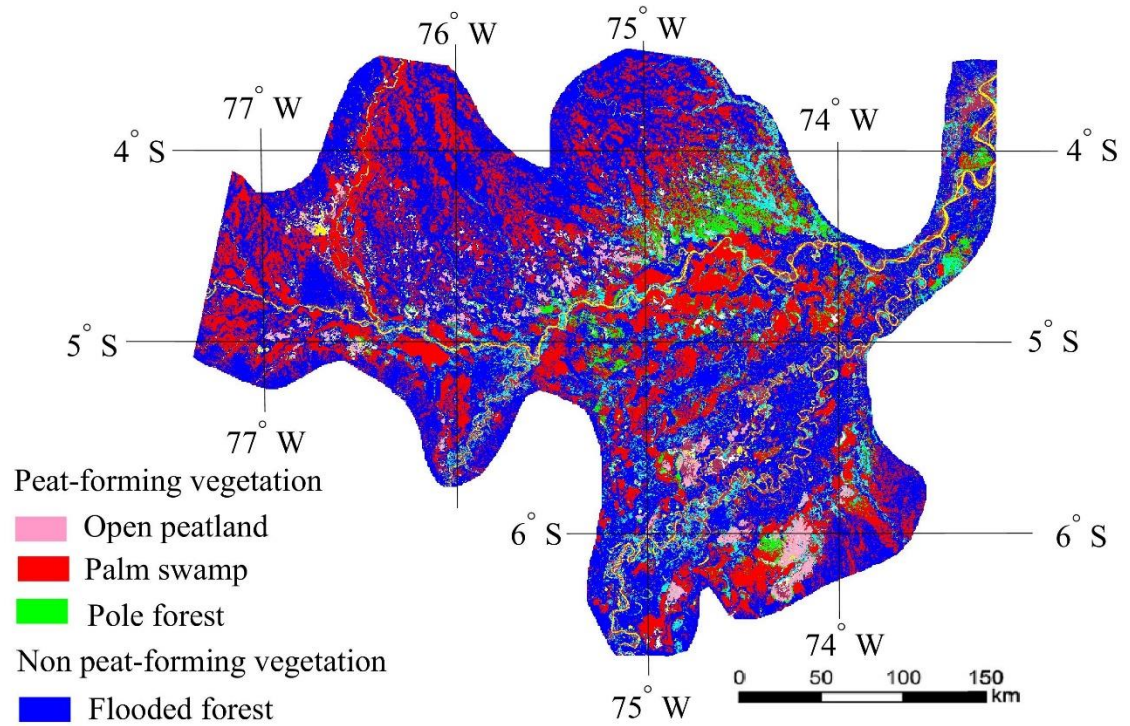 76° W
75° W
77° W
74° W
4° S
4° S
5° S
5° S
77° W
76° W
6° S
6° S
74° W
75° W
Peat-forming vegetation
Open peatland
Palm swamp
Pole forest
Non peat-forming vegetation
Flooded forest
0 50 100 150
km